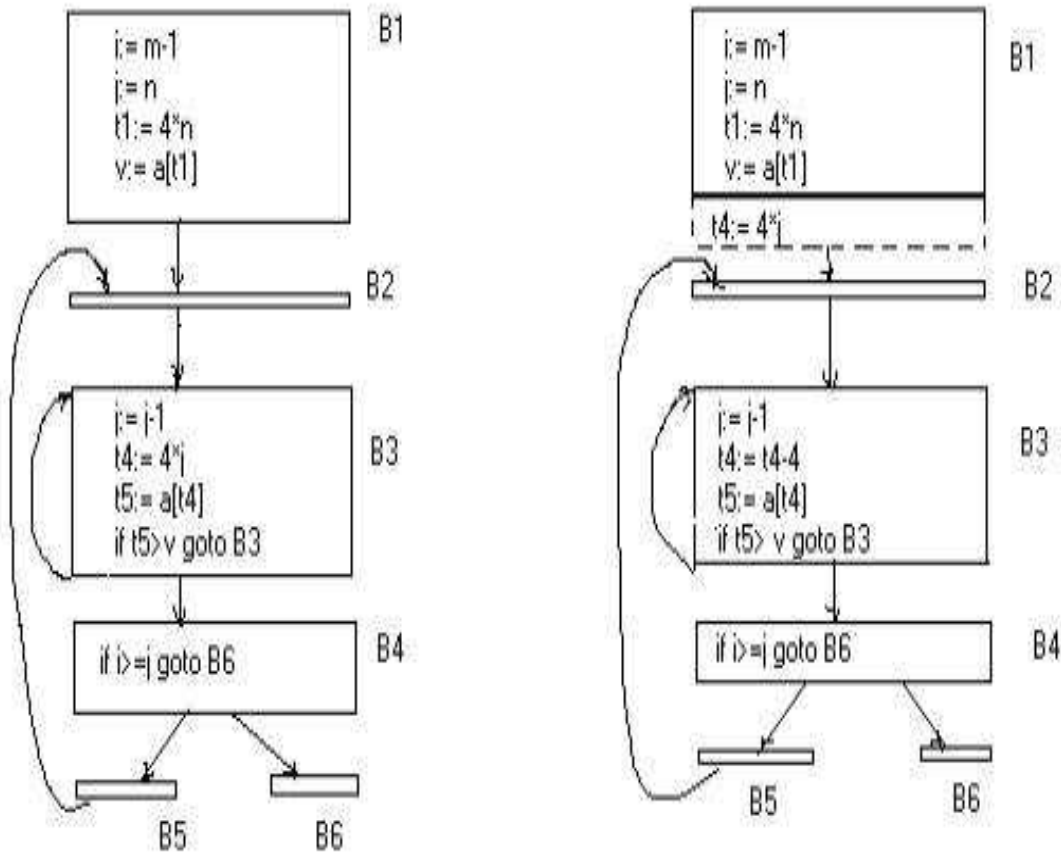 i:= m-1
j:= n
t1:= 4*n
v:= a[t1]
B1
B2
j:= j-1
t4:= 4*j
t5:= a[t4]
if t5>v goto B3
B3
if i>=j goto B6
B4
B5
B6
i:= m-1
j:= n
t1:= 4*n
v:= a[t1]
B1
t4:= 4*j
B2
j:= j-1
t4:= t4-4
t5:= a[t4]
if t5> v goto B3
B3
if i>=j goto B6
B4
B5
B6